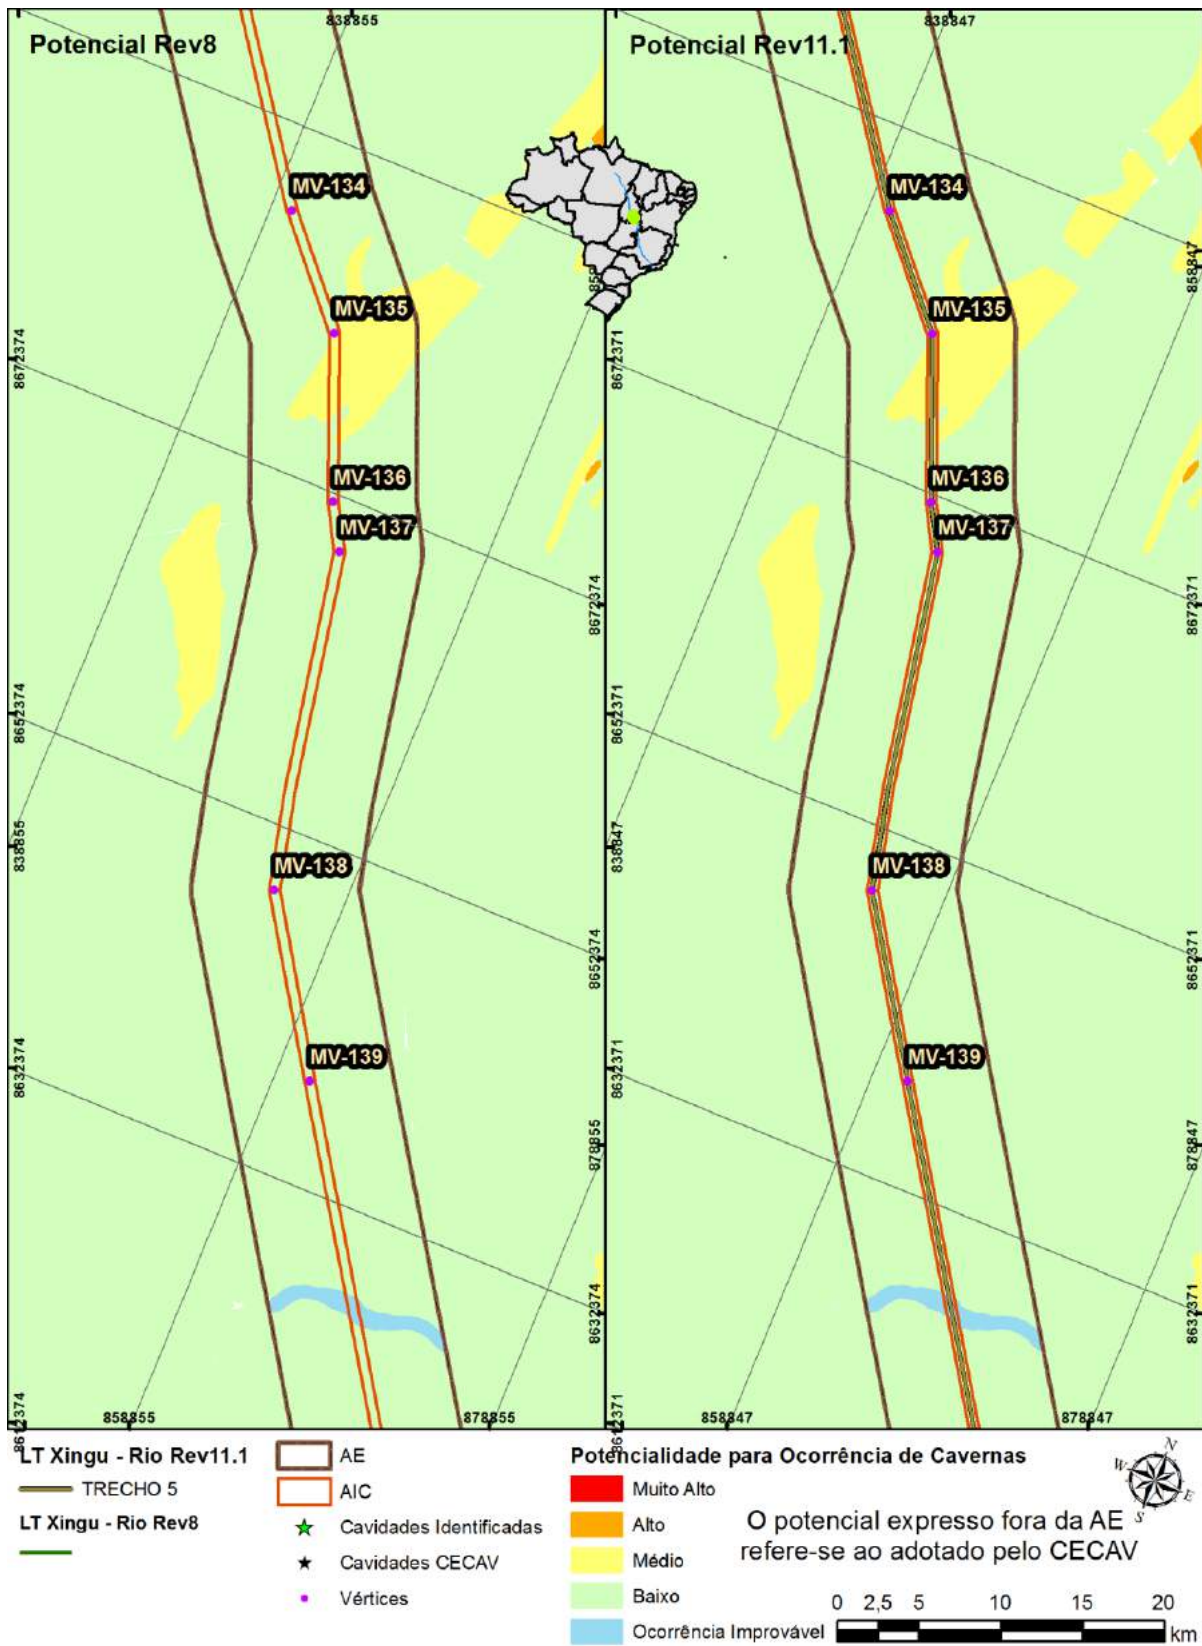 838855
838847
Potencial Rev8
Potencial Rev11.1
MV-134
MV-134
858847
MV-135
MV-135
8672374
8672371
MV-136
MV-136
MV-137
MV-137
8672374
8672371
8652374
8652371
838855
838847
MV-138
MV-138
8652374
8652371
MV-139
MV-139
8632374
8632371
878855
878847
8632374
8632371
858855
878855
858847
878847
8612374
8612371
LT Xingu - Rio Rev11.1
TRECHO 5
LT Xingu - Rio Rev8
AE
AIC
Cavidades Identificadas
Cavidades CECAV
Vértices
Potencialidade para Ocorrência de Cavernas
Muito Alto
Alto
Médio
Baixo
Ocorrência Improvável
N
W
E
S
O potencial expresso fora da AE
refere-se ao adotado pelo CECAV
0 2,5 5 10 15 20
km